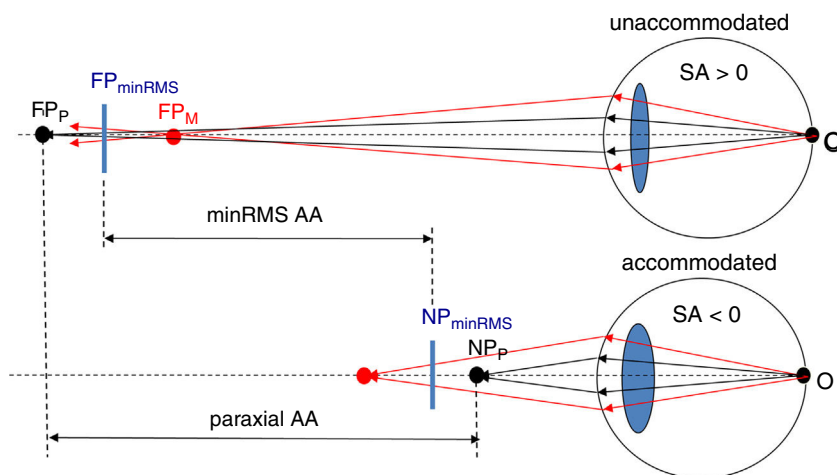 unaccommodated
SA > 0
FP_minRMS
FP_P
FP_M
O
minRMS AA
accommodated
SA < 0
NP_minRMS
NP_P
O
paraxial AA